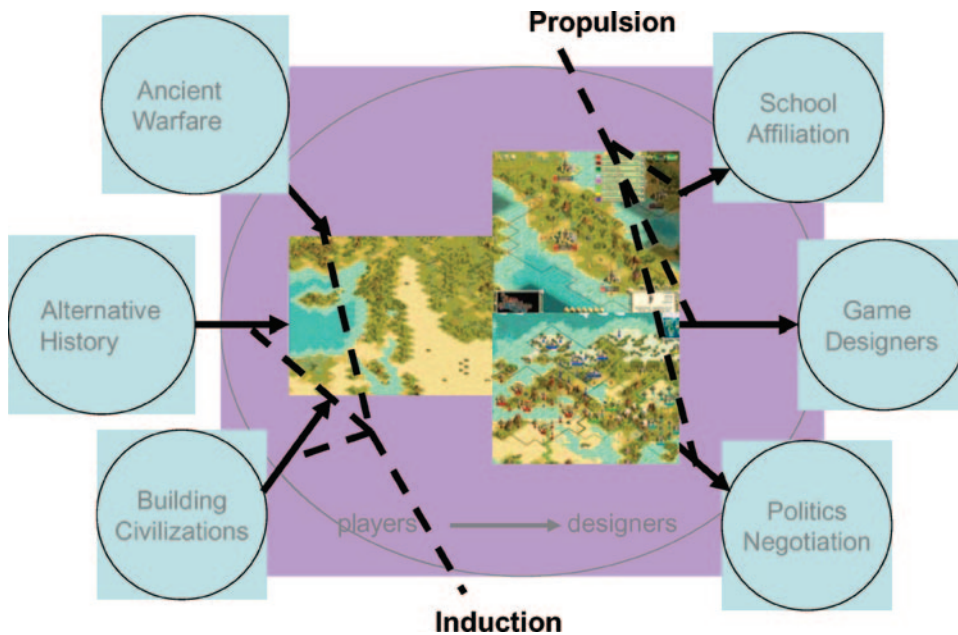 Propulsion
Ancient
Warfare
School
Affiliation
Alternative
History
Game
Designers
Building
Civilizations
players
designers
Politics
Negotiation
Induction